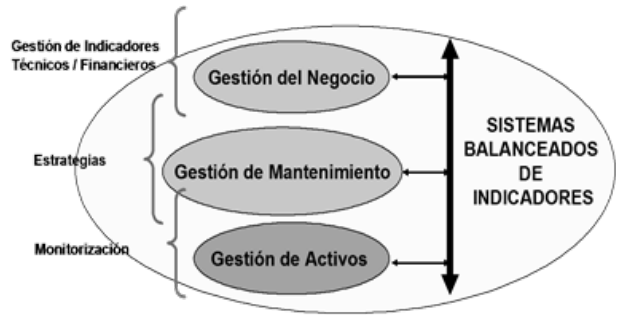 Gestión de Indicadores
Técnicos / Financieros
Gestión del Negocio
Estrategias
Gestión de Mantenimiento
Monitorización
Gestión de Activos
SISTEMAS
BALANCEADOS
DE
INDICADORES